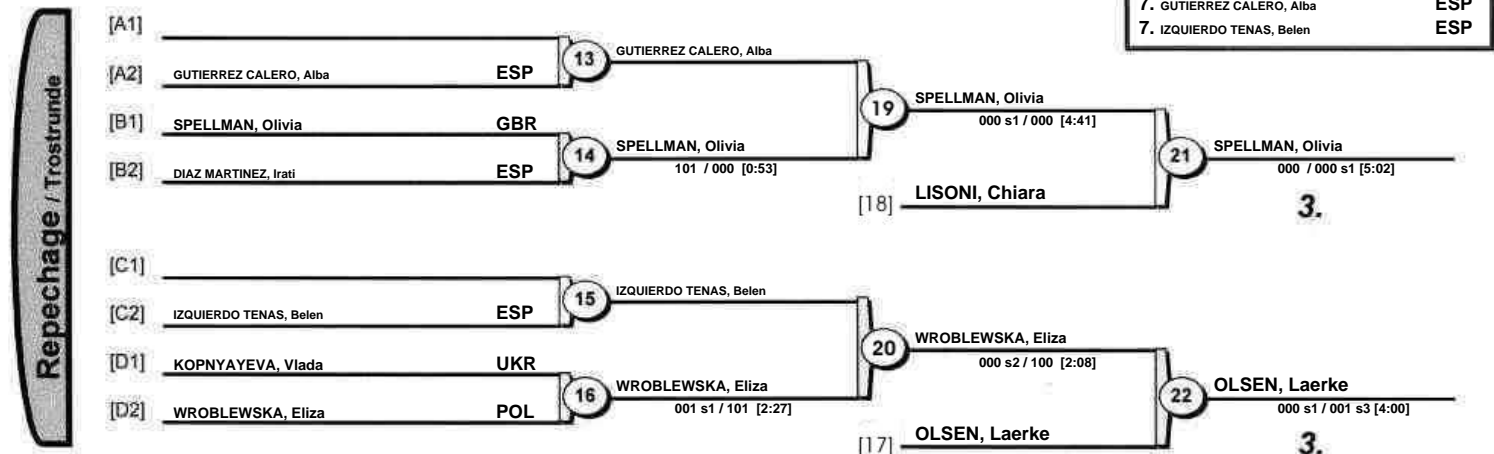 7. GUTIERREZ CALERO, Alba ESP
7. IZQUIERDO TENAS, Belen ESP
Repechage / Trostrunde
[A1]
13 GUTIERREZ CALERO, Alba
[A2] GUTIERREZ CALERO, Alba ESP
19 SPELLMAN, Olivia
000 s1 / 000 [4:41]
[B1] SPELLMAN, Olivia GBR
14 SPELLMAN, Olivia
101 / 000 [0:53]
21 SPELLMAN, Olivia
000 / 000 s1 [5:02]
[B2] DIAZ MARTINEZ, Irati ESP
[18] LISONI, Chiara
3.
[C1]
15 IZQUIERDO TENAS, Belen
[C2] IZQUIERDO TENAS, Belen ESP
20 WROBLEWSKA, Eliza
000 s2 / 100 [2:08]
[D1] KOPNYAYEVA, Vlada UKR
16 WROBLEWSKA, Eliza
001 s1 / 101 [2:27]
22 OLSEN, Laerke
000 s1 / 001 s3 [4:00]
[D2] WROBLEWSKA, Eliza POL
[17] OLSEN, Laerke
3.